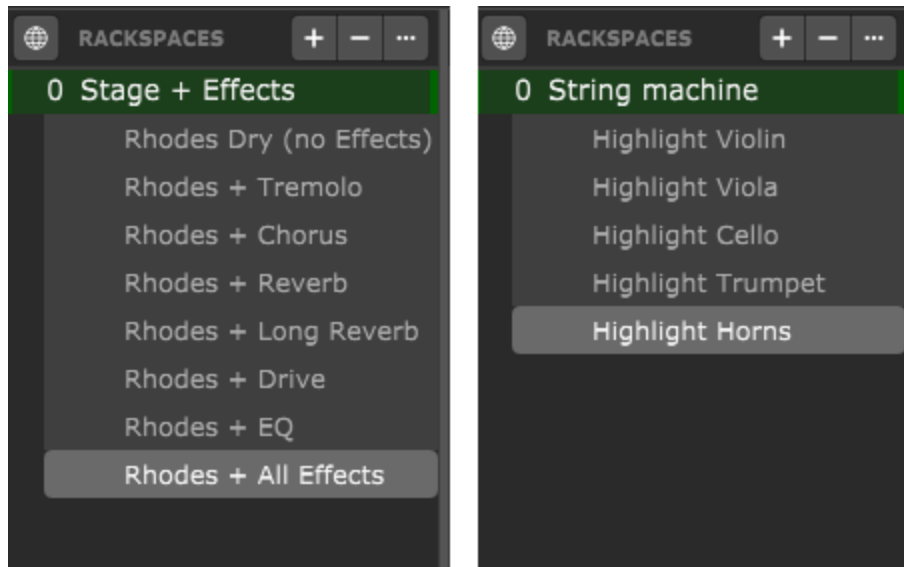 RACKSPACES + − ...
0 Stage + Effects
Rhodes Dry (no Effects)
Rhodes + Tremolo
Rhodes + Chorus
Rhodes + Reverb
Rhodes + Long Reverb
Rhodes + Drive
Rhodes + EQ
Rhodes + All Effects
RACKSPACES + − ...
0 String machine
Highlight Violin
Highlight Viola
Highlight Cello
Highlight Trumpet
Highlight Horns